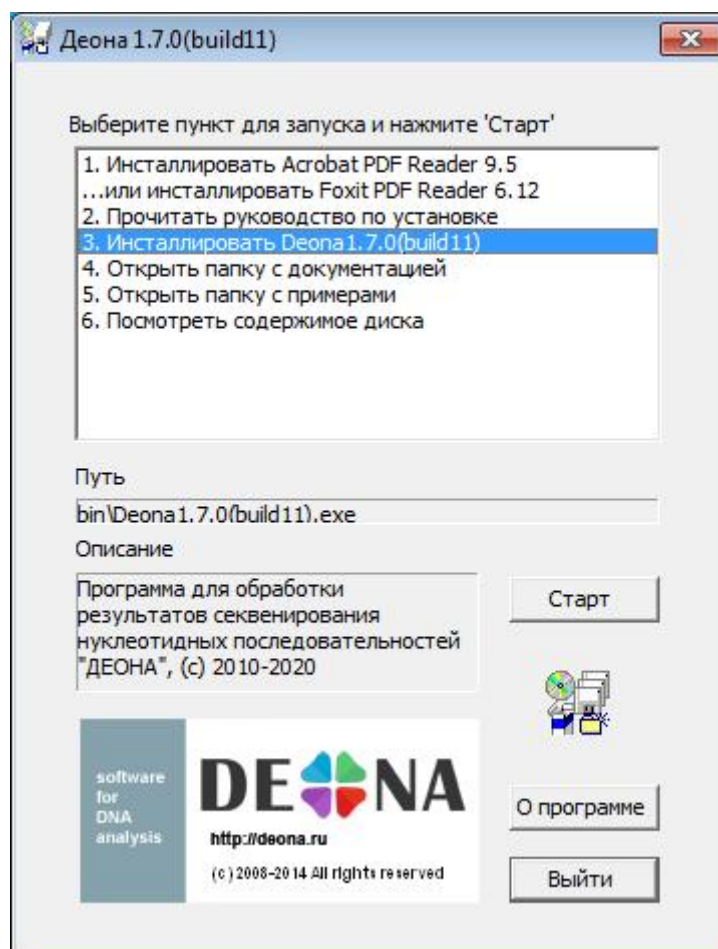 Деона 1.7.0(build11)
Выберите пункт для запуска и нажмите 'Старт'
1. Инсталлировать Acrobat PDF Reader 9.5
...или инсталлировать Foxit PDF Reader 6.12
2. Прочитать руководство по установке
3. Инсталлировать Deona1.7.0(build11)
4. Открыть папку с документацией
5. Открыть папку с примерами
6. Посмотреть содержимое диска
Путь
bin\Deona1.7.0(build11).exe
Описание
Программа для обработки
результатов секвенирования
нуклеотидных последовательностей
"ДЕОНА", (c) 2010-2020
Старт
software
for
DNA
analysis
DEONA
http://deona.ru
(c) 2008-2014 All rights reserved
О программе
Выйти